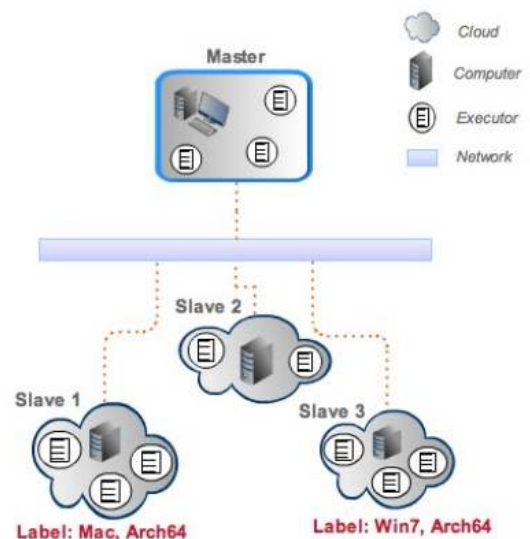 Cloud
Master
Computer
Executor
Network
Slave 2
Slave 1
Slave 3
Label: Mac, Arch64
Label: Win7, Arch64